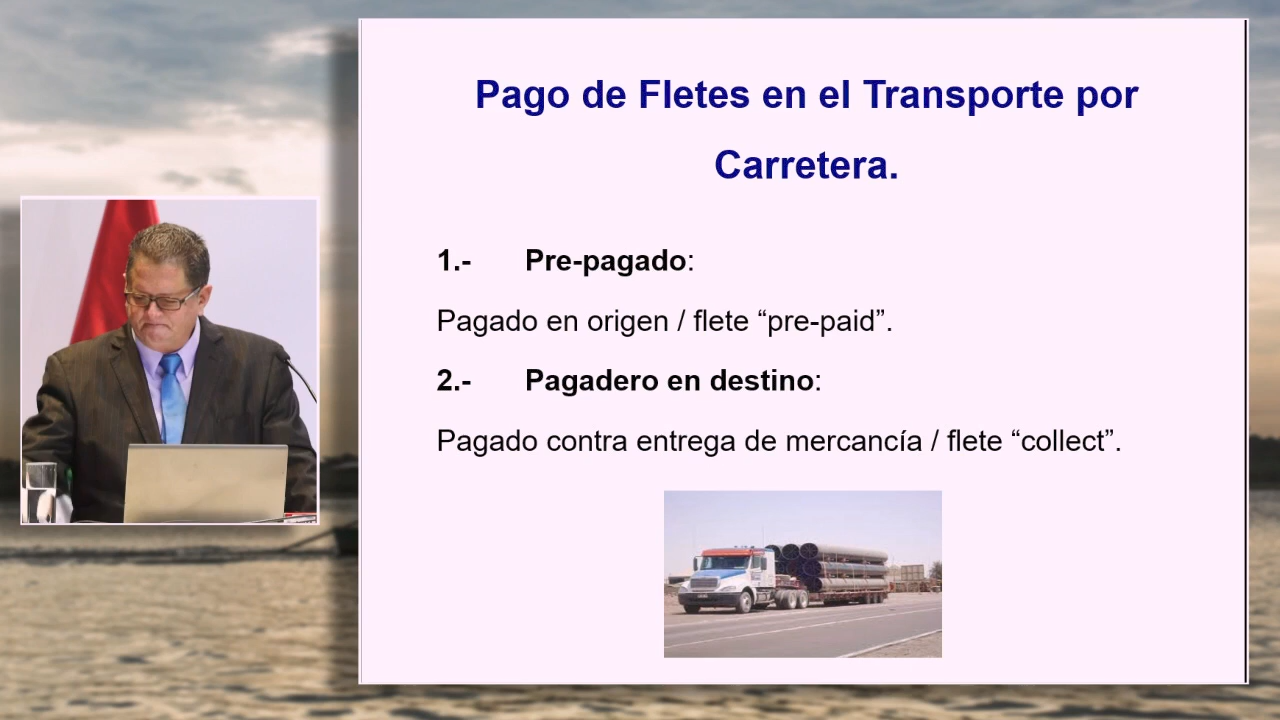 Pago de Fletes en el Transporte por
Carretera.
1.- Pre-pagado:
Pagado en origen / flete “pre-paid”.
2.- Pagadero en destino:
Pagado contra entrega de mercancía / flete “collect”.